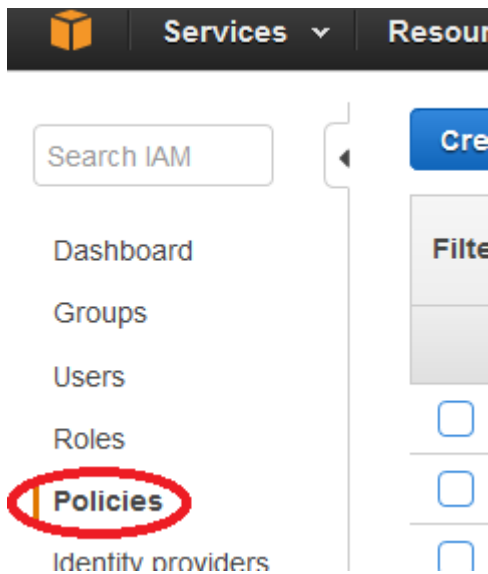 Services Resour
Search IAM
Cre
Dashboard
Filte
Groups
Users
Roles
Policies
Identity providers